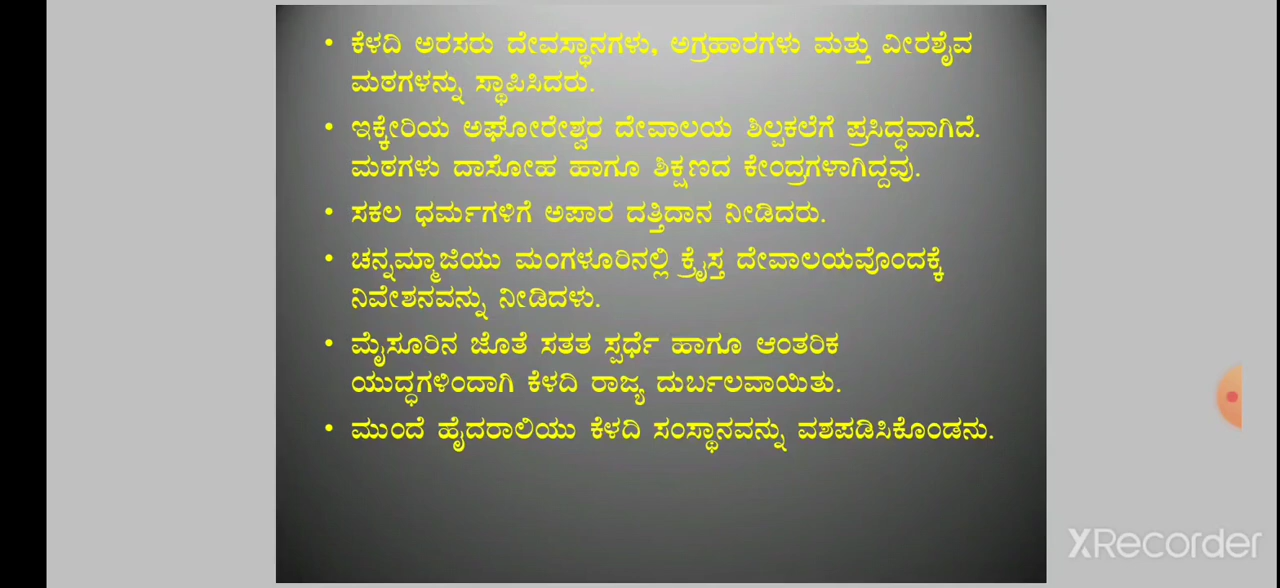 • ಕೆಳದಿ ಅರಸರು ದೇವಸ್ಥಾನಗಳು, ಅಗ್ರಹಾರಗಳು ಮತ್ತು ವೀರಶೈವ
ಮಠಗಳನ್ನು ಸ್ಥಾಪಿಸಿದರು.
• ಇಕ್ಕೇರಿಯ ಅಘೋರೇಶ್ವರ ದೇವಾಲಯ ಶಿಲ್ಪಕಲೆಗೆ ಪ್ರಸಿದ್ಧವಾಗಿದೆ.
ಮಠಗಳು ದಾಸೋಹ ಹಾಗೂ ಶಿಕ್ಷಣದ ಕೇಂದ್ರಗಳಾಗಿದ್ದವು.
• ಸಕಲ ಧರ್ಮಗಳಿಗೆ ಅಪಾರ ದತ್ತಿದಾನ ನೀಡಿದರು.
• ಚನ್ನಮ್ಮಾಜಿಯು ಮಂಗಳೂರಿನಲ್ಲಿ ಕ್ರೈಸ್ತ ದೇವಾಲಯವೊಂದಕ್ಕೆ
ನಿವೇಶನವನ್ನು ನೀಡಿದಳು.
• ಮೈಸೂರಿನ ಜೊತೆ ಸತತ ಸ್ಪರ್ಧೆ ಹಾಗೂ ಆಂತರಿಕ
ಯುದ್ಧಗಳಿಂದಾಗಿ ಕೆಳದಿ ರಾಜ್ಯ ದುರ್ಬಲವಾಯಿತು.
• ಮುಂದೆ ಹೈದರಾಲಿಯು ಕೆಳದಿ ಸಂಸ್ಥಾನವನ್ನು ವಶಪಡಿಸಿಕೊಂಡನು.
XRecorder